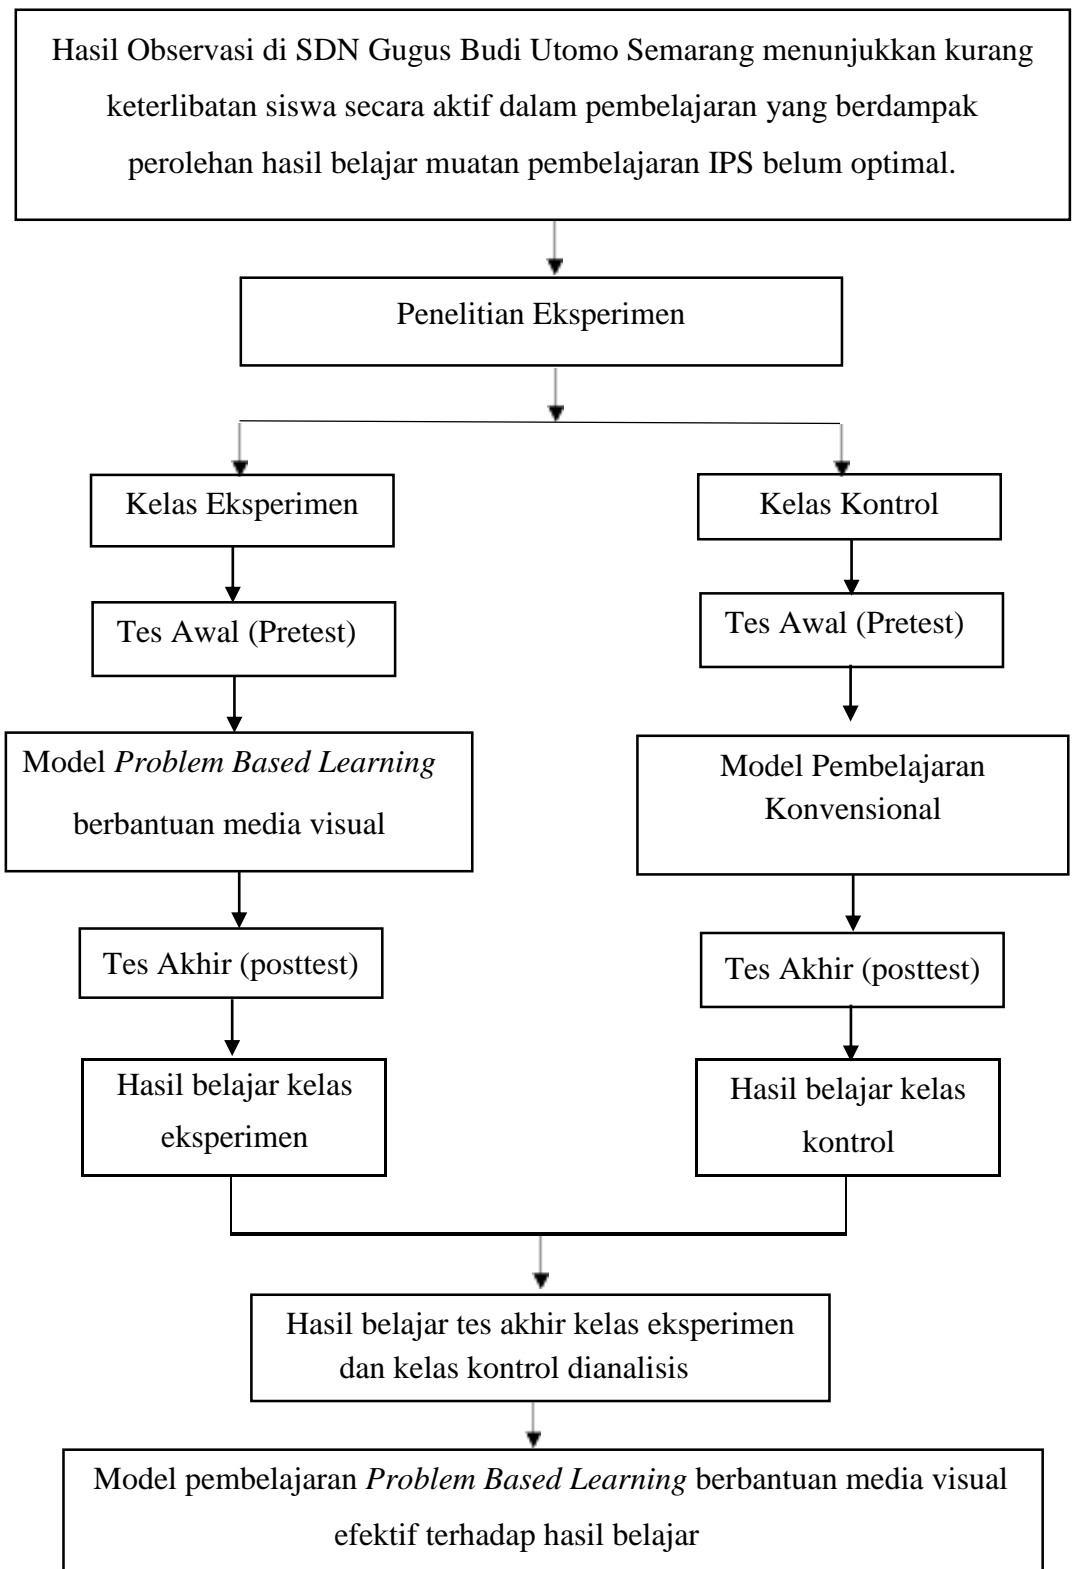 Hasil Observasi di SDN Gugus Budi Utomo Semarang menunjukkan kurang
keterlibatan siswa secara aktif dalam pembelajaran yang berdampak
perolehan hasil belajar muatan pembelajaran IPS belum optimal.
Penelitian Eksperimen
Kelas Eksperimen
Kelas Kontrol
Tes Awal (Pretest)
Tes Awal (Pretest)
Model Problem Based Learning
berbantuan media visual
Model Pembelajaran
Konvensional
Tes Akhir (posttest)
Tes Akhir (posttest)
Hasil belajar kelas
eksperimen
Hasil belajar kelas
kontrol
Hasil belajar tes akhir kelas eksperimen
dan kelas kontrol dianalisis
Model pembelajaran Problem Based Learning berbantuan media visual
efektif terhadap hasil belajar